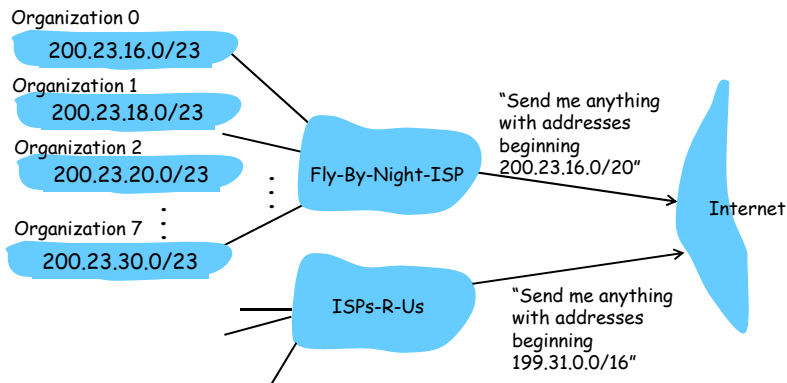 Organization 0
200.23.16.0/23
Organization 1
200.23.18.0/23
Organization 2
200.23.20.0/23
Organization 7
200.23.30.0/23
Fly-By-Night-ISP
“Send me anything
with addresses
beginning
200.23.16.0/20”
Internet
ISPs-R-Us
“Send me anything
with addresses
beginning
199.31.0.0/16”